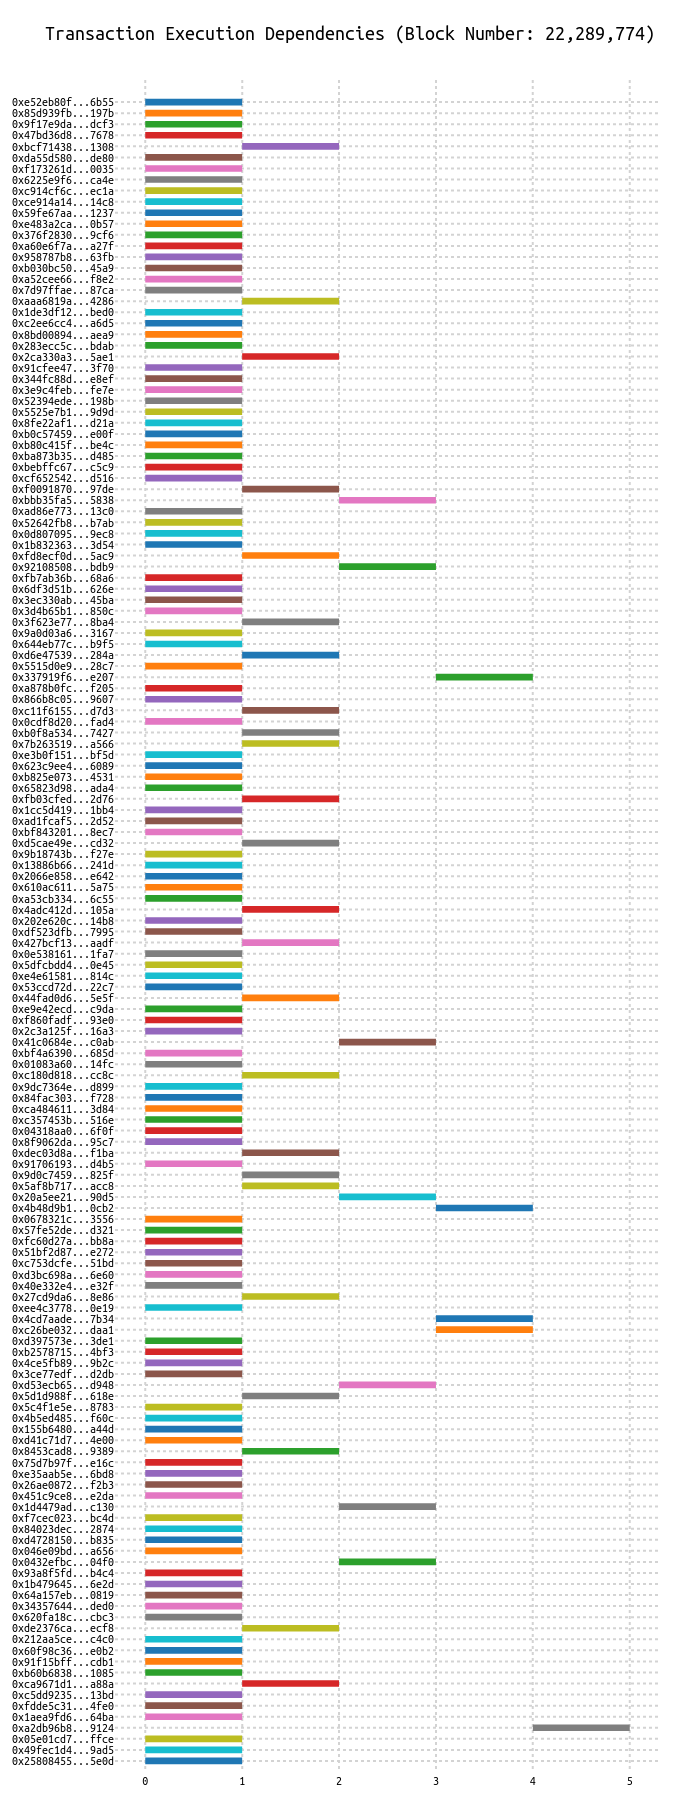 Transaction Execution Dependencies (Block Number: 22,289,774)
0xe52eb80f...6b55
0x85d939fb...197b
0x9f17e9da...dcf3
0x47bd36d8...7678
0xbcf71438...1308
0xda55d580...de80
0xf173261d...0035
0x6225e9f6...ca4e
0xc914cf6c...ec1a
0xce914a14...14c8
0x59fe67aa...1237
0xe483a2ca...0b57
0x376f2830...9cf6
0xa60e6f7a...a27f
0x958787b8...63fb
0xb030bc50...45a9
0xa52cee66...f8e2
0x7d97ffae...87ca
0xaaa6819a...4286
0x1de3df12...bed0
0xc2ee6cc4...a6d5
0x8bd00894...aea9
0x283ecc5c...bdab
0x2ca330a3...5ae1
0x91cfee47...3f70
0x344fc88d...e8ef
0x3e9c4feb...fe7e
0x52394ede...198b
0x5525e7b1...9d9d
0x8fe22af1...d21a
0xb0c57459...e00f
0xb80c415f...be4c
0xba873b35...d485
0xbebffc67...c5c9
0xcf652542...d516
0xf0091870...97de
0xbbb35fa5...5838
0xad86e773...13c0
0x52642fb8...b7ab
0x0d807095...9ec8
0x1b832363...3d54
0xfd8ecf0d...5ac9
0x92108508...bdb9
0xfb7ab36b...68a6
0x6df3d51b...626e
0x3ec330ab...45ba
0x3d4b65b1...850c
0x3f623e77...8ba4
0x9a0d03a6...3167
0x644eb77c...b9f5
0xd6e47539...284a
0x5515d0e9...28c7
0x337919f6...e207
0xa878b0fc...f205
0x866b8c05...9607
0xc11f6155...d7d3
0x0cdf8d20...fad4
0xb0f8a534...7427
0x7b263519...a566
0xe3b0f151...bf5d
0x623c9ee4...6089
0xb825e073...4531
0x65823d98...ada4
0xfb03cfed...2d76
0x1cc5d419...1bb4
0xad1fcaf5...2d52
0xbf843201...8ec7
0xd5cae49e...cd32
0x9b18743b...f27e
0x13886b66...241d
0x2066e858...e642
0x610ac611...5a75
0xa53cb334...6c55
0x4adc412d...105a
0x202e620c...14b8
0xdf523dfb...7995
0x427bcf13...aadf
0x0e538161...1fa7
0x5dfcbdd4...0e45
0xe4e61581...814c
0x53ccd72d...22c7
0x44fad0d6...5e5f
0xe9e42ecd...c9da
0xf860fadf...93e0
0x2c3a125f...16a3
0x41c0684e...c0ab
0xbf4a6390...685d
0x01083a60...14fc
0xc180d818...cc8c
0x9dc7364e...d899
0x84fac303...f728
0xca484611...3d84
0xc357453b...516e
0x04318aa0...6f0f
0x8f9062da...95c7
0xdec03d8a...f1ba
0x91706193...d4b5
0x9d0c7459...825f
0x5af8b717...acc8
0x20a5ee21...90d5
0x4b48d9b1...0cb2
0x0678321c...3556
0x57fe52de...d321
0xfc60d27a...bb8a
0x51bf2d87...e272
0xc753dcfe...51bd
0xd3bc698a...6e60
0x40e332e4...e32f
0x27cd9da6...8e86
0xee4c3778...0e19
0x4cd7aade...7b34
0xc26be032...daa1
0xd397573e...3de1
0xb2578715...4bf3
0x4ce5fb89...9b2c
0x3ce77edf...d2db
0xd53ecb65...d948
0x5d1d988f...618e
0x5c4f1e5e...8783
0x4b5ed485...f60c
0x155b6480...a44d
0xd41c71d7...4e00
0x8453cad8...9389
0x75d7b97f...e16c
0xe35aab5e...6bd8
0x26ae0872...f2b3
0x451c9ce8...e2da
0x1d4479ad...c130
0xf7cec023...bc4d
0x84023dec...2874
0xd4728150...b835
0x046e09bd...a656
0x0432efbc...04f0
0x93a8f5fd...b4c4
0x1b479645...6e2d
0x64a157eb...0819
0x34357644...ded0
0x620fa18c...cbc3
0xde2376ca...ecf8
0x212aa5ce...c4c0
0x60f98c36...e0b2
0x91f15bff...cdb1
0xb60b6838...1085
0xca9671d1...a88a
0xc5dd9235...13bd
0xfdde5c31...4fe0
0x1aea9fd6...64ba
0xa2db96b8...9124
0x05e01cd7...ffce
0x49fec1d4...9ad5
0x25808455...5e0d
0 1 2 3 4 5